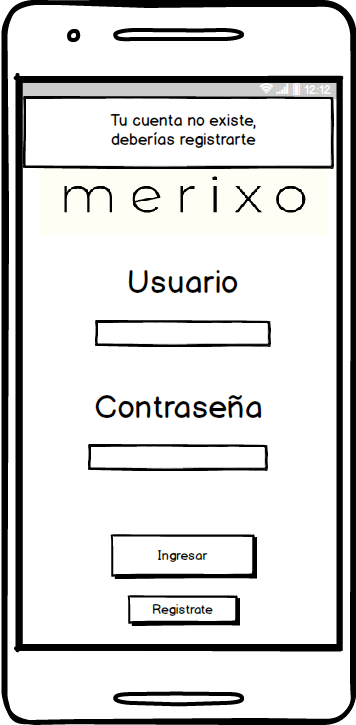 12:12
Tu cuenta no existe,
deberías registrarte
merixo
Usuario
Contraseña
Ingresar
Registrate